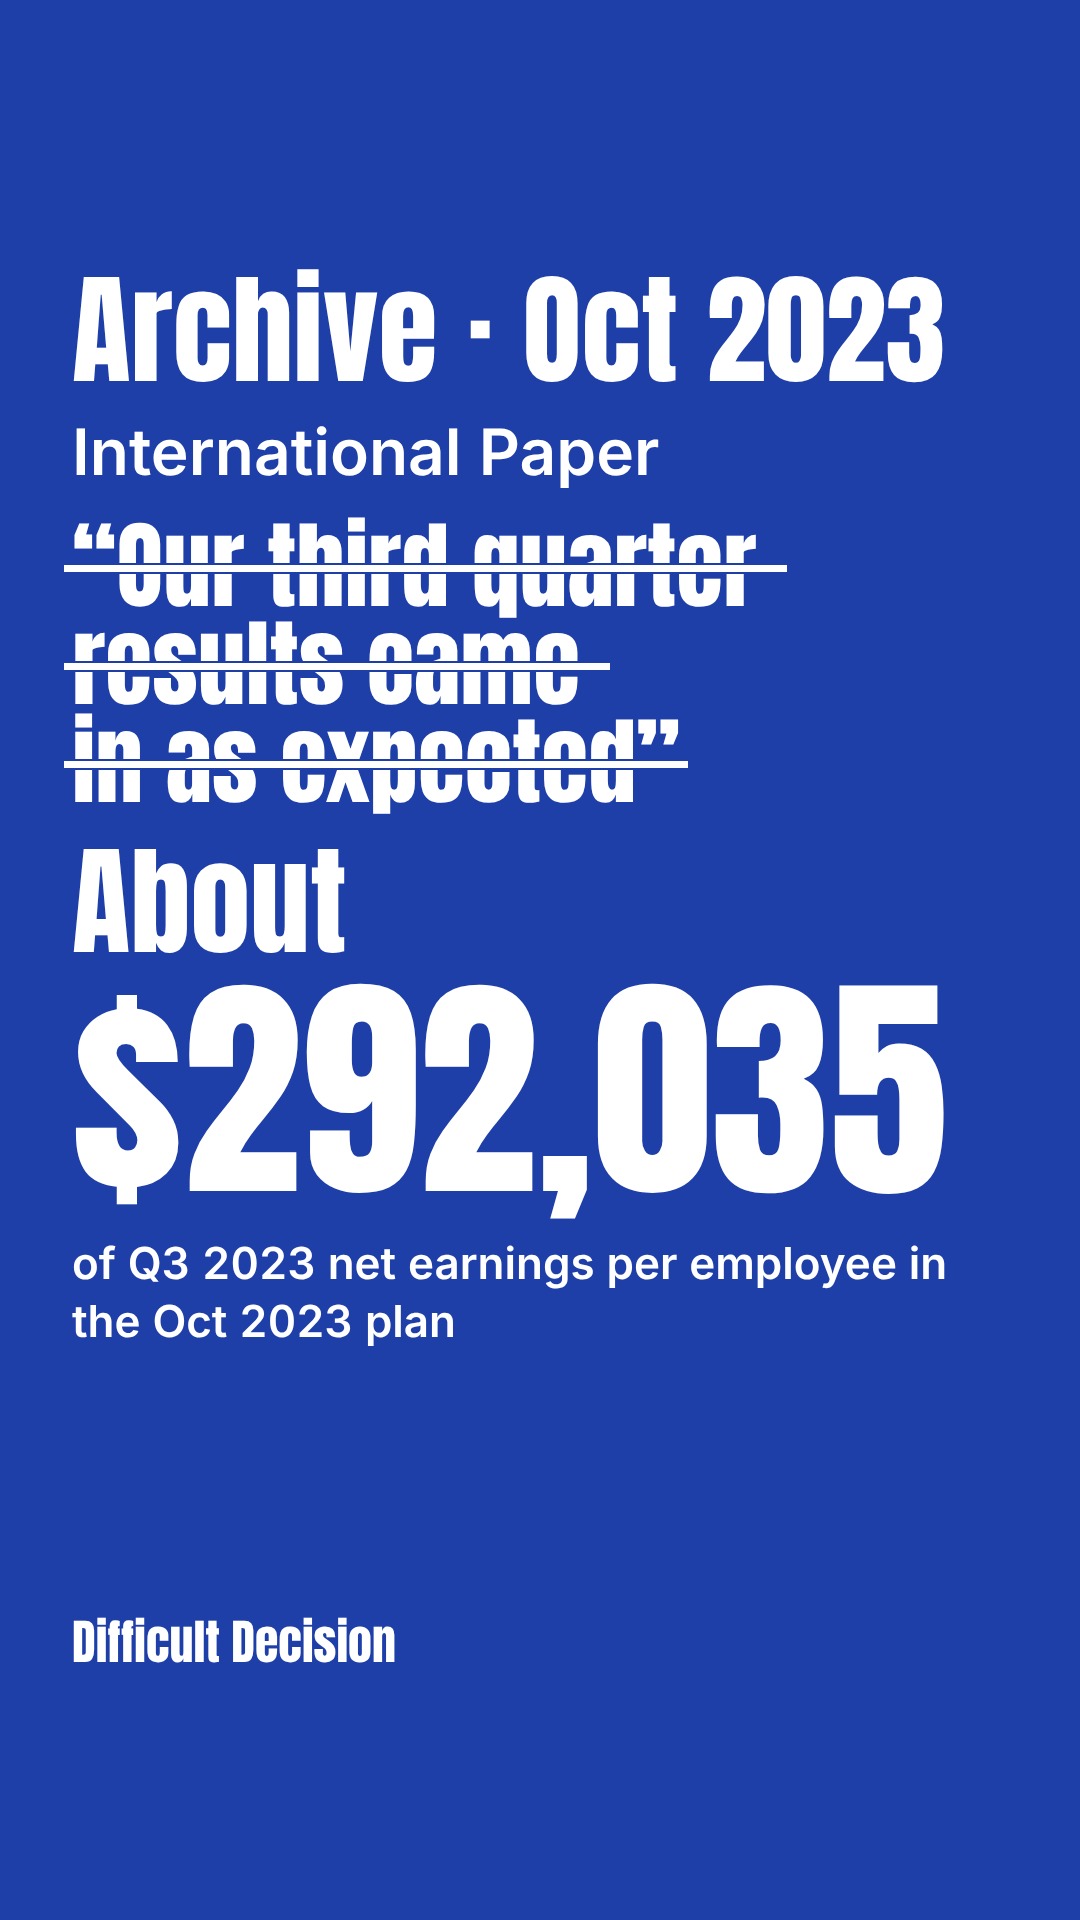 Archive · Oct 2023
International Paper
“Our third quarter
results came
in as expected”
About
$292,035
of Q3 2023 net earnings per employee in
the Oct 2023 plan
Difficult Decision